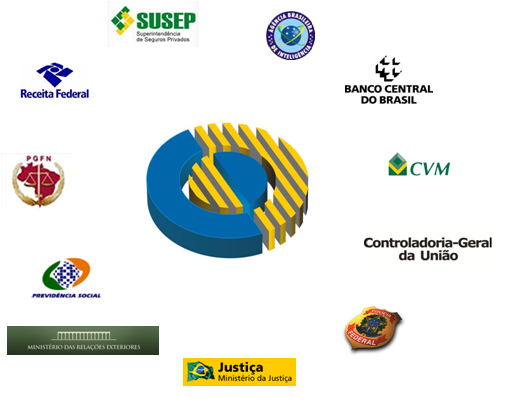 SUSEP
Superintendência
de Seguros Privados
AGÊNCIA BRASILEIRA
DE INTELIGÊNCIA
Receita Federal
BANCO CENTRAL
DO BRASIL
PGFN
CVM
Controladoria-Geral
da União
PREVIDÊNCIA SOCIAL
POLÍCIA
FEDERAL
MINISTÉRIO DAS RELAÇÕES EXTERIORES
Justiça
Ministério da Justiça